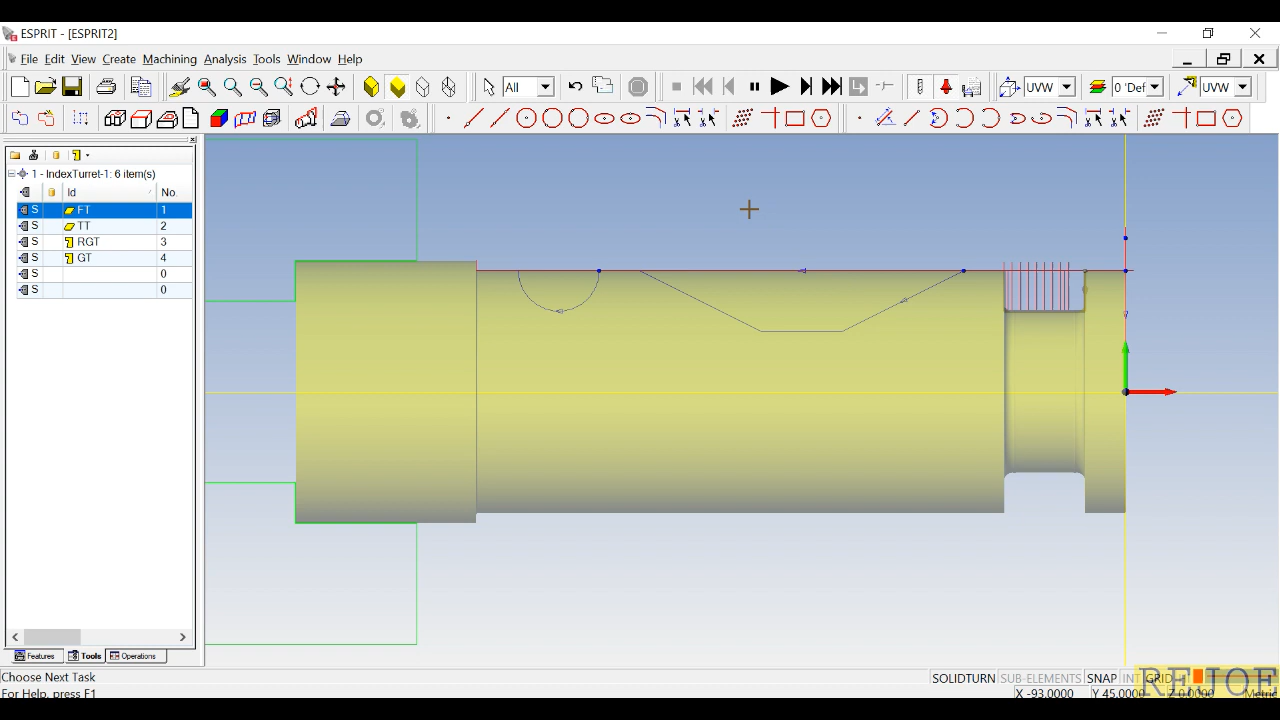 ESPRIT - [ESPRIT2]
File Edit View Create Machining Analysis Tools Window Help
All
UVW
0 'Def
UVW
1 - IndexTurret-1: 6 item(s)
Id No.
S FT 1
S TT 2
S RGT 3
S GT 4
S 0
S 0
Features Tools Operations
Choose Next Task
SOLIDTURN SUB-ELEMENTS SNAP INT GRID
For Help, press F1
X -93.0000 Y 45.0000 Z 0.0000 Metric